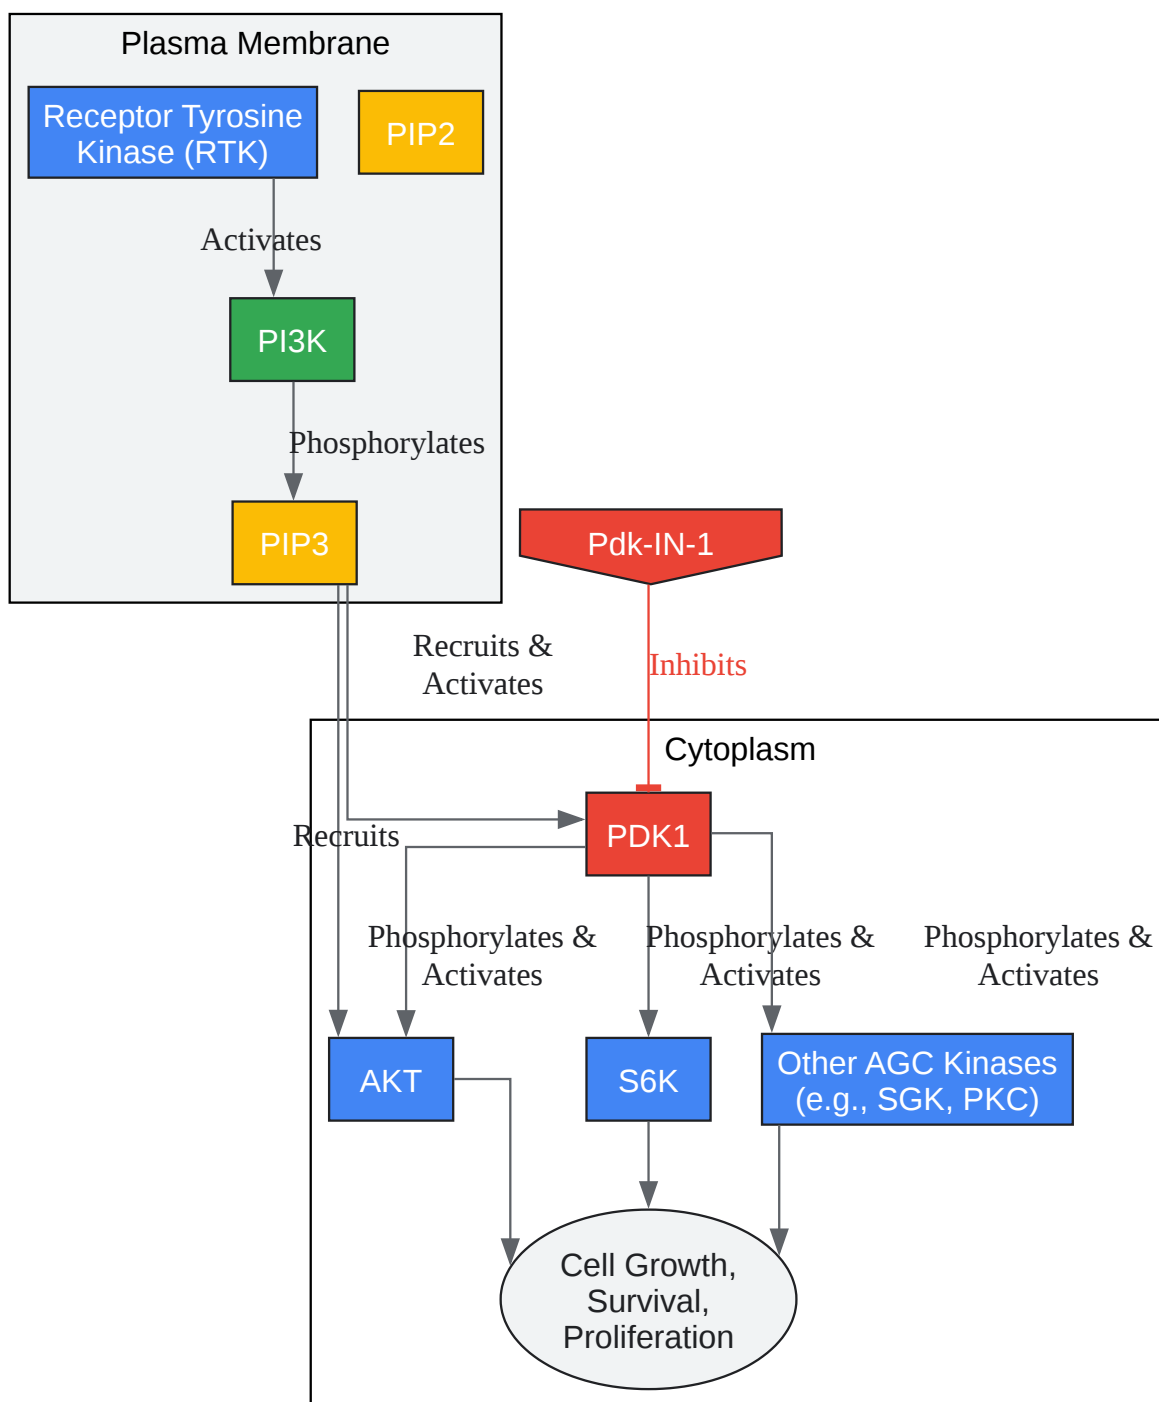 Plasma Membrane
Receptor Tyrosine
Kinase (RTK)
PIP2
Activates
PI3K
Phosphorylates
PIP3
Pdk-IN-1
Recruits &
Activates
Inhibits
Cytoplasm
PDK1
Recruits
Phosphorylates &
Activates
Phosphorylates &
Activates
Phosphorylates &
Activates
AKT
S6K
Other AGC Kinases
(e.g., SGK, PKC)
Cell Growth,
Survival,
Proliferation